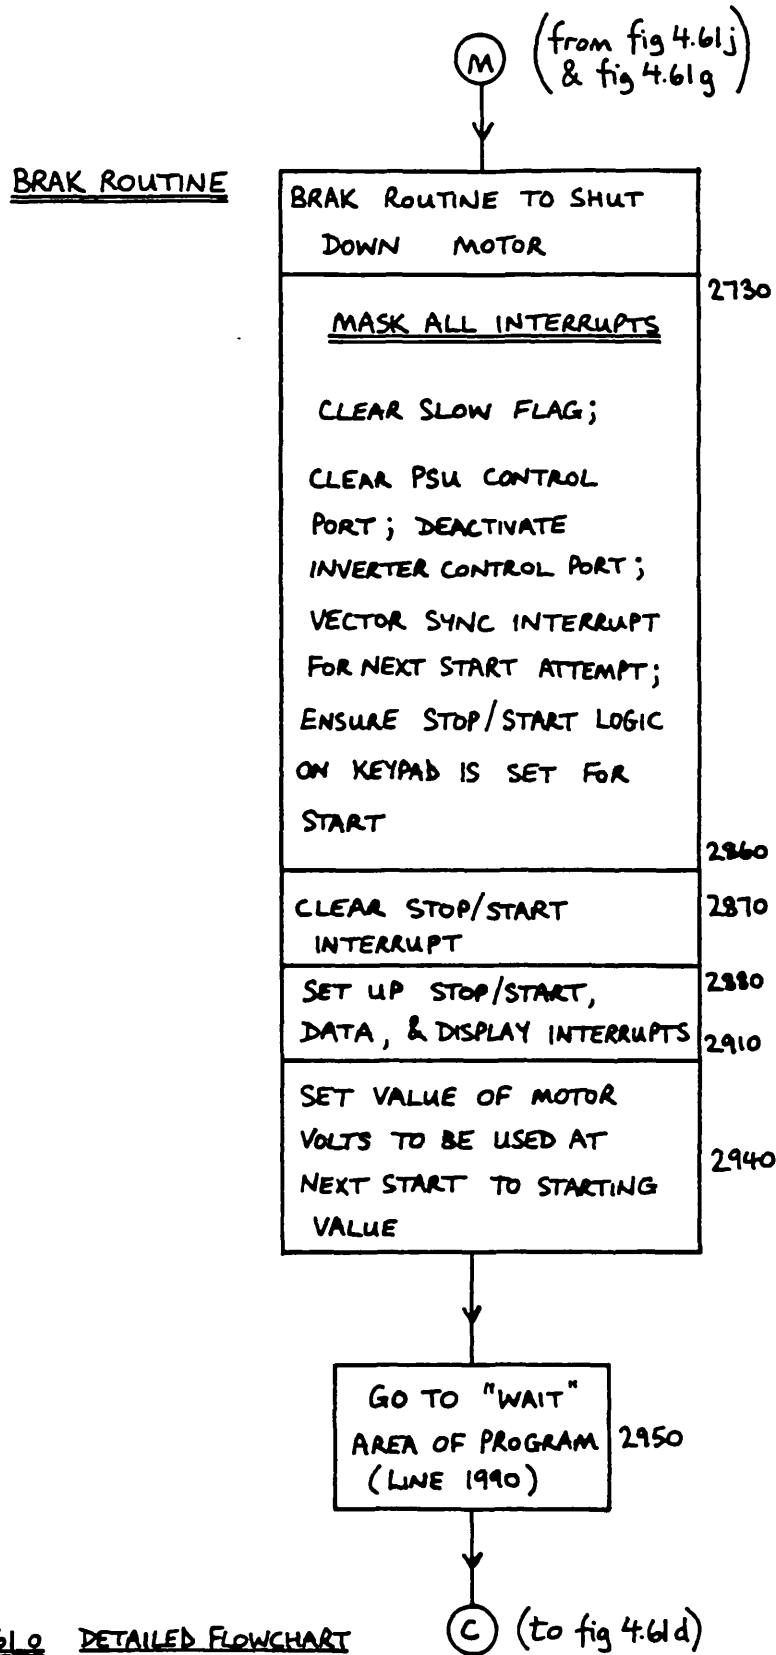 M (from fig 4.61j
& fig 4.61g)
BRAK ROUTINE
BRAK ROUTINE TO SHUT
DOWN MOTOR
2730
MASK ALL INTERRUPTS
CLEAR SLOW FLAG;
CLEAR PSU CONTROL
PORT; DEACTIVATE
INVERTER CONTROL PORT;
VECTOR SYNC INTERRUPT
FOR NEXT START ATTEMPT;
ENSURE STOP/START LOGIC
ON KEYPAD IS SET FOR
START
2860
CLEAR STOP/START 2870
INTERRUPT
SET UP STOP/START, 2880
DATA, & DISPLAY INTERRUPTS 2910
SET VALUE OF MOTOR
VOLTS TO BE USED AT
2940
NEXT START TO STARTING
VALUE
GO TO "WAIT"
AREA OF PROGRAM 2950
(LINE 1990)
C (to fig 4.61d)
61o DETAILED FLOWCHART